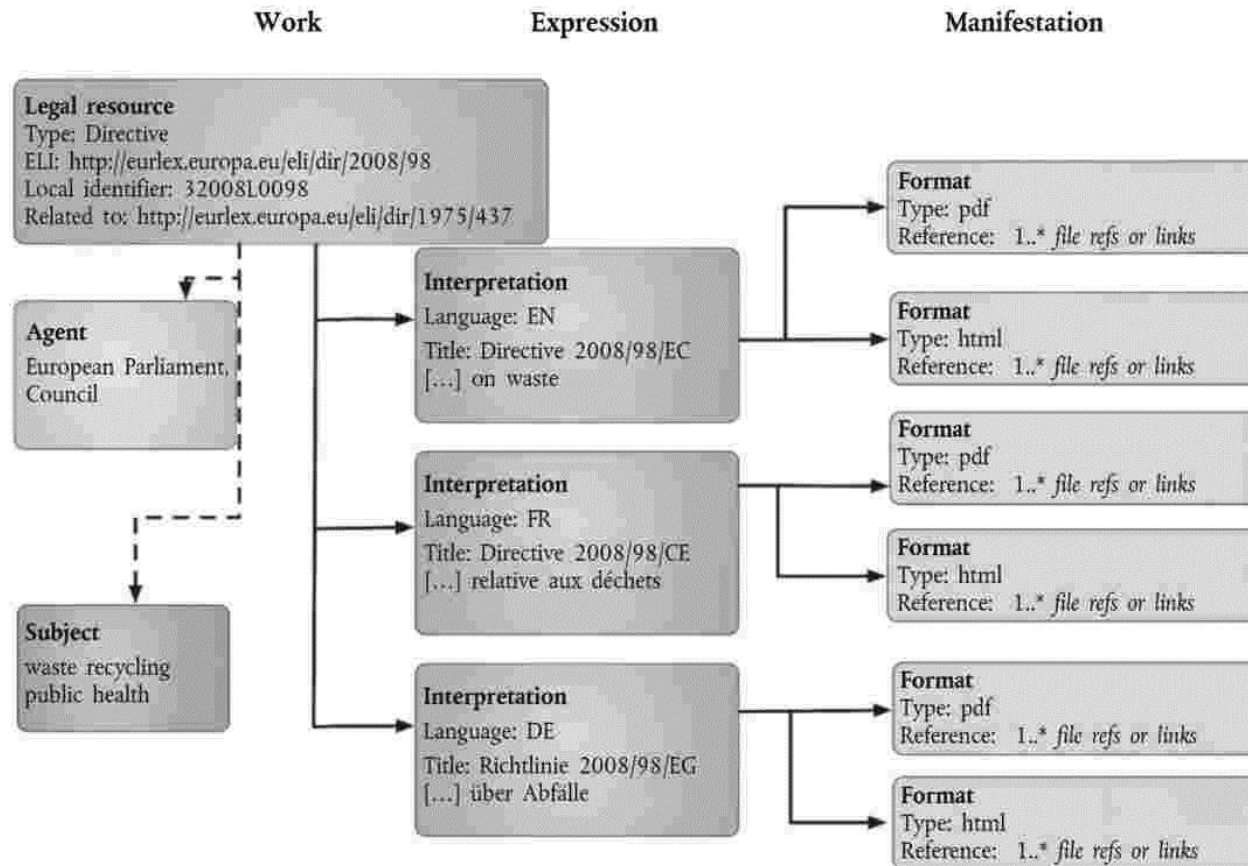 Work
Expression
Manifestation
Legal resource
Type: Directive
ELI: http://eurlex.europa.eu/eli/dir/2008/98
Local identifier: 32008L0098
Related to: http://eurlex.europa.eu/eli/dir/1975/437
Agent
European Parliament,
Council
Subject
waste recycling
public health
Interpretation
Language: EN
Title: Directive 2008/98/EC
[...] on waste
Interpretation
Language: FR
Title: Directive 2008/98/CE
[...] relative aux déchets
Interpretation
Language: DE
Title: Richtlinie 2008/98/EG
[...] über Abfälle
Format
Type: pdf
Reference: 1..* file refs or links
Format
Type: html
Reference: 1..* file refs or links
Format
Type: pdf
Reference: 1..* file refs or links
Format
Type: html
Reference: 1..* file refs or links
Format
Type: pdf
Reference: 1..* file refs or links
Format
Type: html
Reference: 1..* file refs or links